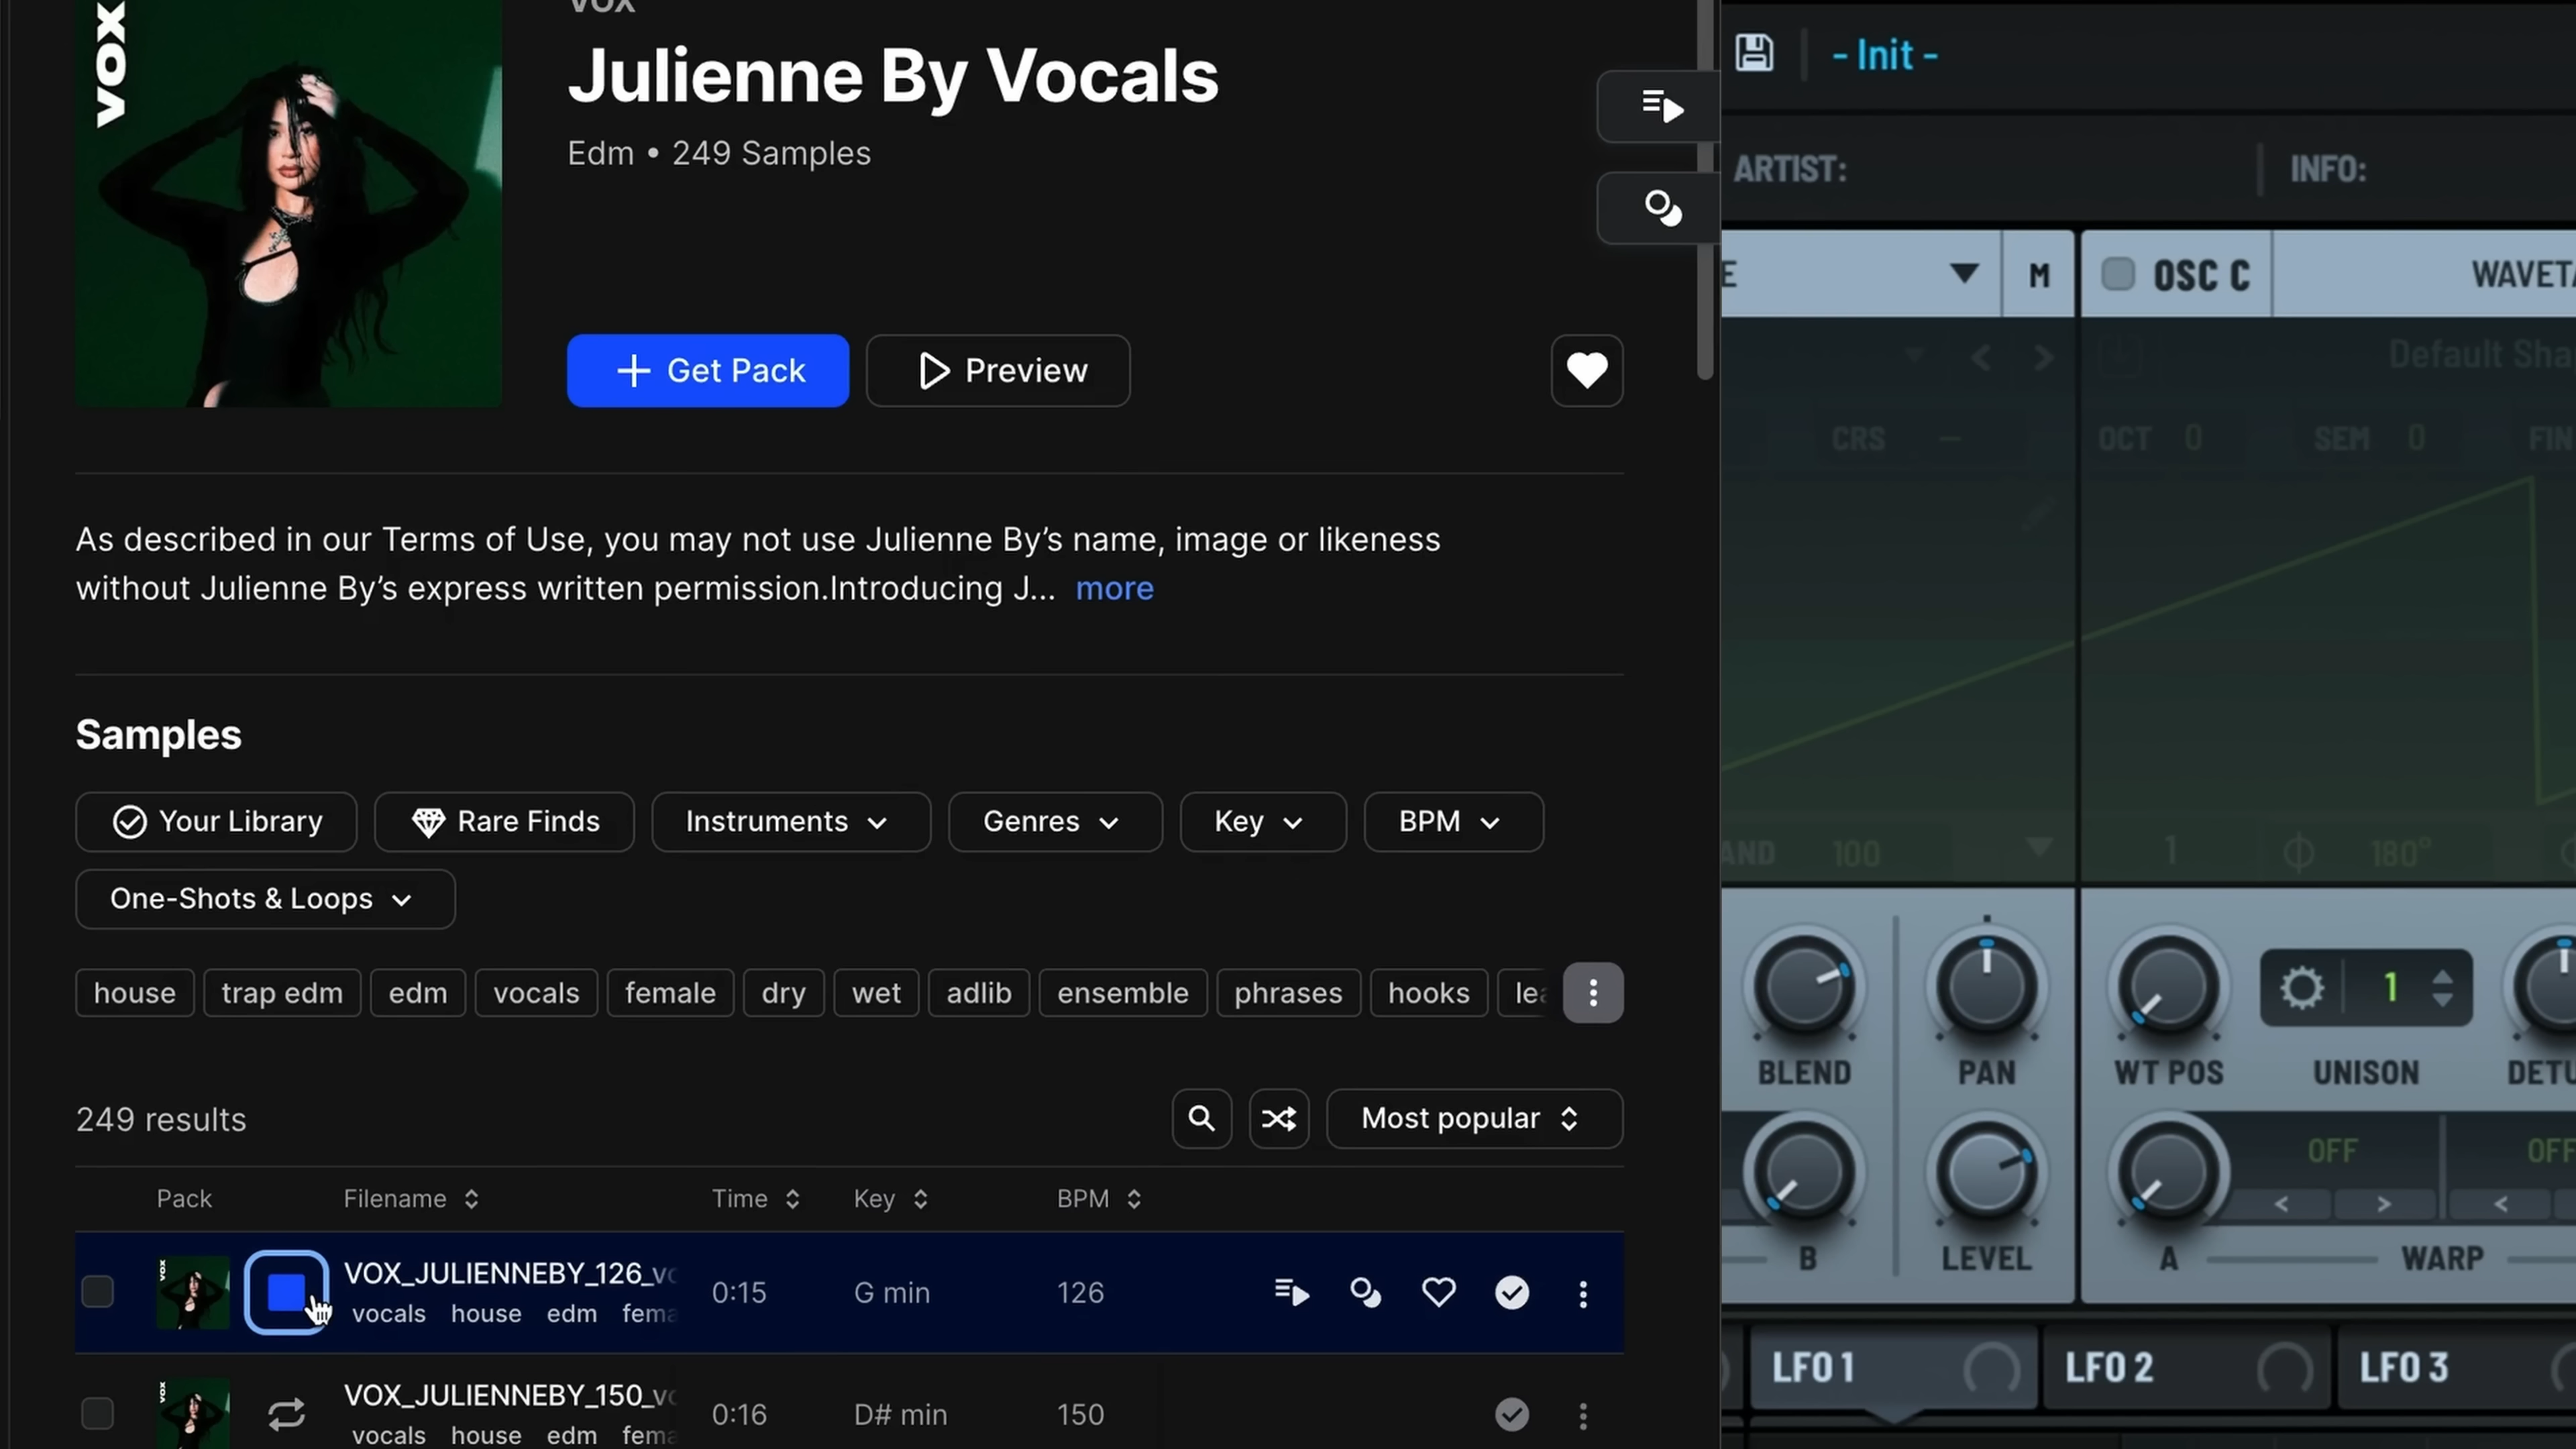 VOX
VOX
Julienne By Vocals
Edm • 249 Samples
Get Pack
Preview
As described in our Terms of Use, you may not use Julienne By’s name, image or likeness
without Julienne By’s express written permission.Introducing J... more
Samples
Your Library
Rare Finds
Instruments
Genres
Key
BPM
One-Shots & Loops
house
trap edm
edm
vocals
female
dry
wet
adlib
ensemble
phrases
hooks
249 results
Most popular
Pack
Filename
Time
Key
BPM
VOX_JULIENNEBY_126_
vocals house edm
0:15
G min
126
VOX_JULIENNEBY_150_
vocals house edm
0:16
D# min
150
- Init -
ARTIST:
INFO:
M
OSC C
CRS –
OCT 0
SEM 0
FIN
100
1
180°
BLEND
PAN
WT POS
1
UNISON
OFF
B
LEVEL
A
WARP
LFO 1
LFO 2
LFO 3